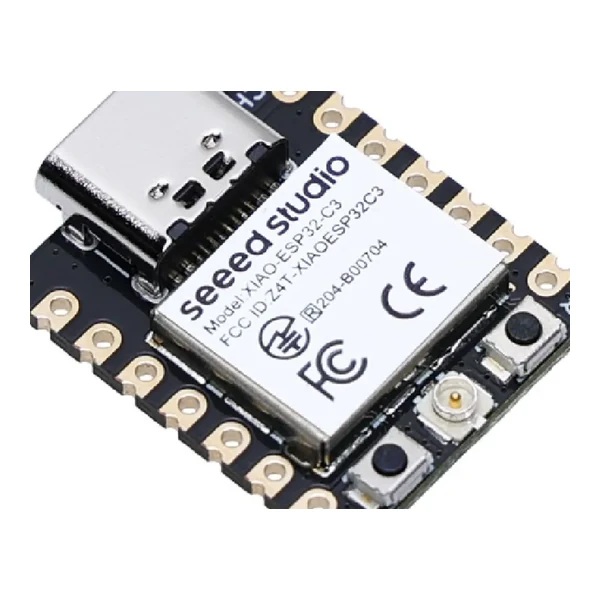 seeed studio
Model:XIAO-ESP32-C3
FCC ID:Z4T-XIAOESP32C3
R 204-B00704
FC CE